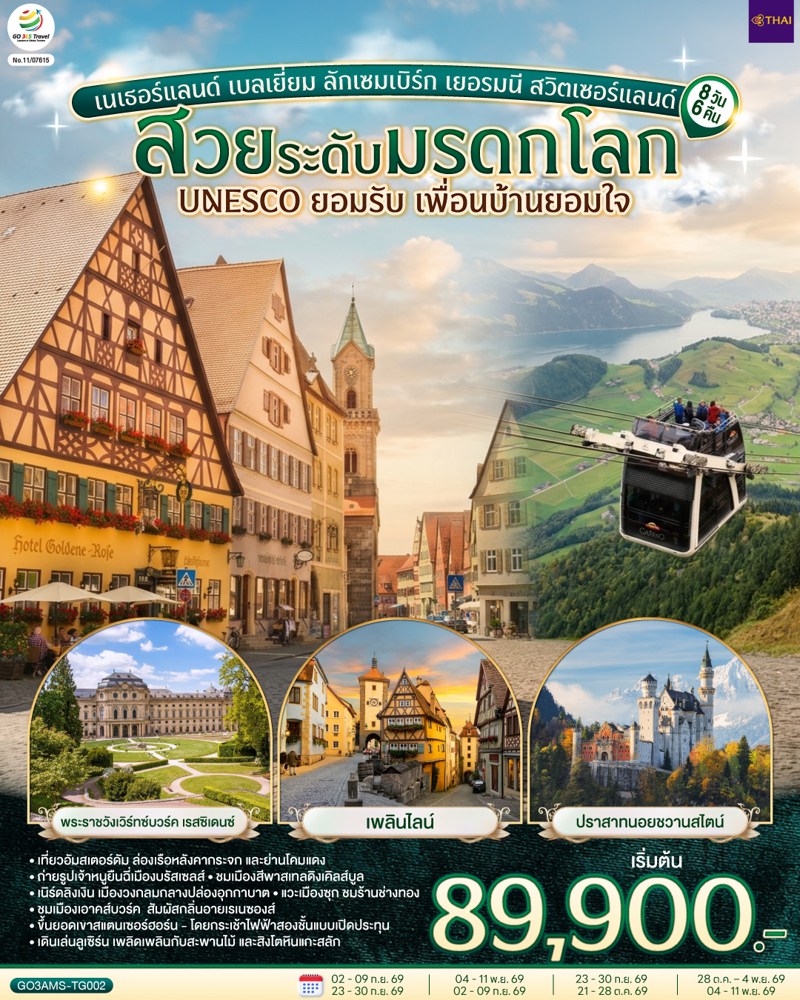 GO 365 Travel
Leaders in Global Tourism
No.11/07615
THAI
เนเธอร์แลนด์ เบลเยี่ยม ลักเซมเบิร์ก เยอรมนี สวิตเซอร์แลนด์
8 วัน
6 คืน
สวยระดับมรดกโลก
UNESCO ยอมรับ เพื่อนบ้านยอมใจ
Hotel Goldene-Rose
CABRIO
พระราชวังเวิร์ทซ์บวร์ค เรสซิเดนซ์
เพลินไลน์
ปราสาทนอยชวานสไตน์
• เที่ยวอัมสเตอร์ดัม ล่องเรือหลังคากระจก และย่านโคมแดง
• ถ่ายรูปเจ้าหนูยืนฉี่เมืองบรัสเซลส์ • ชมเมืองสีพาสเทลดิงเคิลส์บูล
• เนิร์ดลิงเงิน เมืองวงกลมกลางปล่องอุกกาบาต • แวะเมืองซุก ชมร้านช่างทอง
• ชมเมืองเอาคส์บวร์ค สัมผัสกลิ่นอายเรเนซองส์
• ขึ้นยอดเขาสแตนเซอร์ฮอร์น - โดยกระเช้าไฟฟ้าสองชั้นแบบเปิดประทุน
• เดินเล่นลูเซิร์น เพลิดเพลินกับสะพานไม้ และสิงโตหินแกะสลัก
เริ่มต้น
89,900.-
GO3AMS-TG002
02 - 09 ก.ย. 69
23 - 30 ก.ย. 69
04 - 11 พ.ย. 69
02 - 09 ก.ย. 69
23 - 30 ก.ย. 69
21 - 28 ต.ค. 69
28 ต.ค. – 4 พ.ย. 69
04 - 11 พ.ย. 69